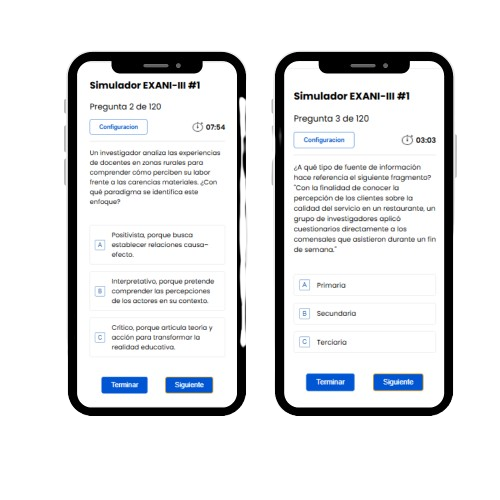 Simulador EXANI-III #1
Pregunta 2 de 120
Configuracion
07:54
Un investigador analiza las experiencias
de docentes en zonas rurales para
comprender cómo perciben su labor
frente a las carencias materiales. ¿Con
qué paradigma se identifica este
enfoque?
A
Positivista, porque busca
establecer relaciones causa-
efecto.
B
Interpretativo, porque pretende
comprender las percepciones
de los actores en su contexto.
C
Crítico, porque articula teoría y
acción para transformar la
realidad educativa.
Terminar
Siguiente
Simulador EXANI-III #1
Pregunta 3 de 120
Configuracion
03:03
¿A qué tipo de fuente de información
hace referencia el siguiente fragmento?
"Con la finalidad de conocer la
percepción de los clientes sobre la
calidad del servicio en un restaurante, un
grupo de investigadores aplicó
cuestionarios directamente a los
comensales que asistieron durante un fin
de semana."
A
Primaria
B
Secundaria
C
Terciaria
Terminar
Siguiente